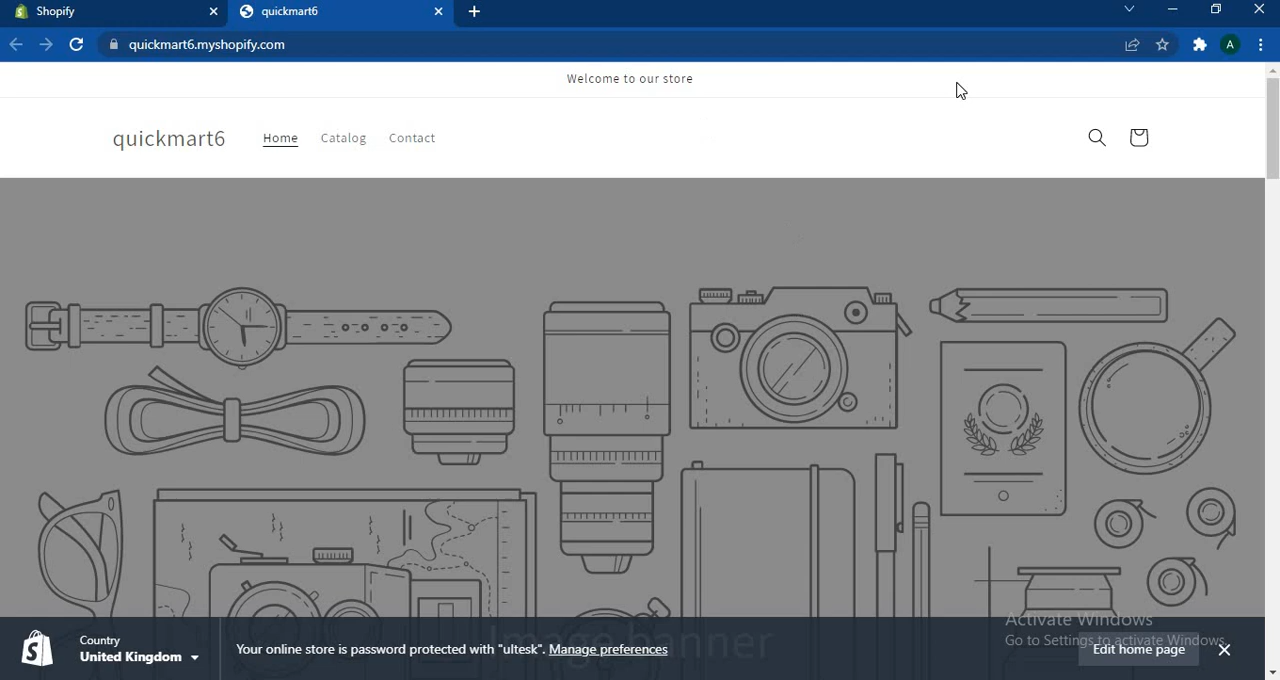 Shopify
quickmart6
quickmart6.myshopify.com
A
Welcome to our store
quickmart6
Home
Catalog
Contact
Image banner
Activate Windows
Go to Settings to activate Windows.
Country
United Kingdom
Your online store is password protected with "ultesk". Manage preferences
Edit home page